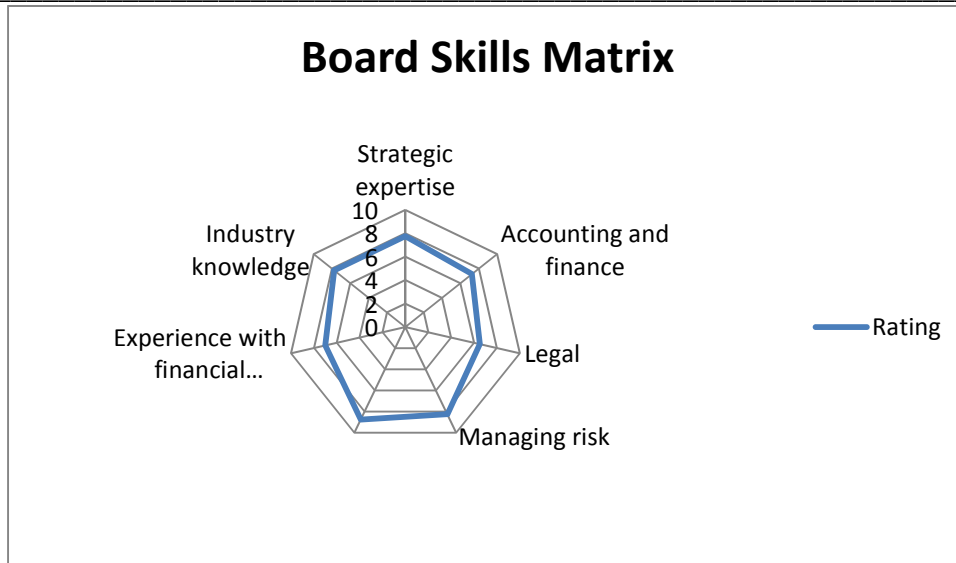 Board Skills Matrix
Strategic
expertise
10
8
6
4
2
0
Accounting and
finance
Legal
Managing risk
Experience with
financial...
Industry
knowledge
Rating